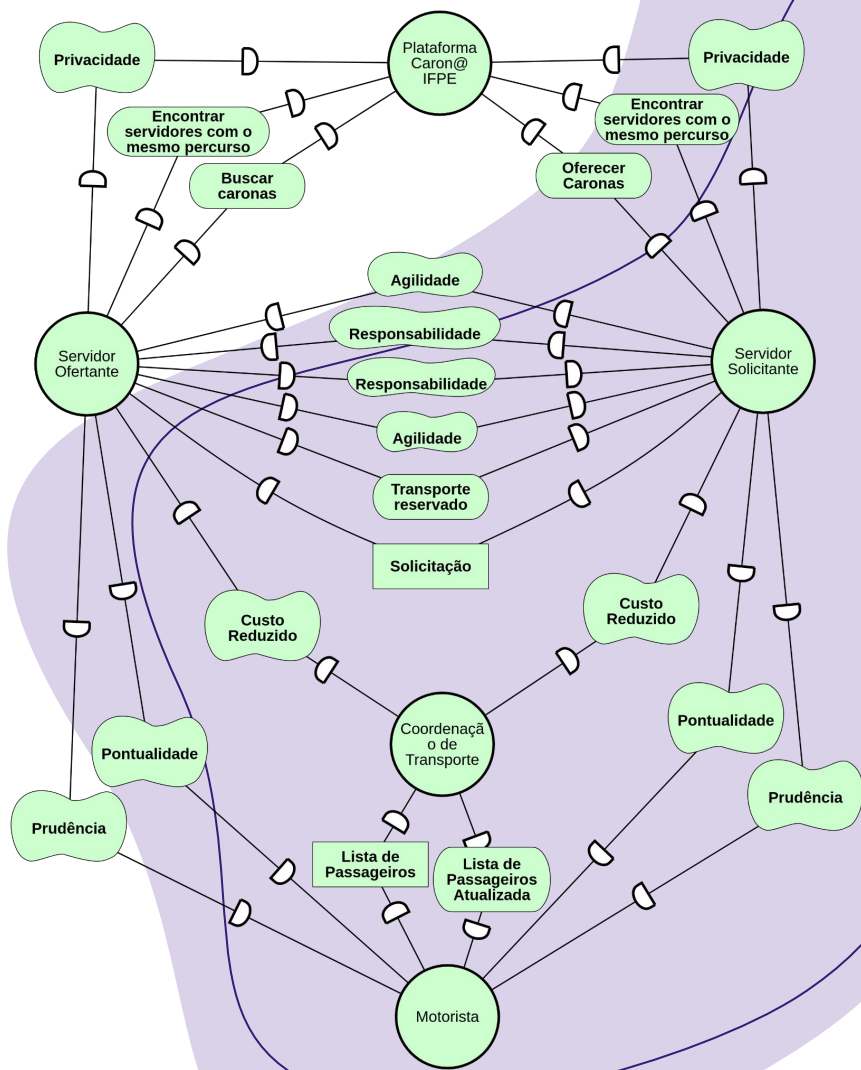 Plataforma
Caron@
IFPE
Privacidade
Privacidade
Encontrar
servidores com o
mesmo percurso
Encontrar
servidores com o
mesmo percurso
Buscar
caronas
Oferecer
Caronas
Agilidade
Responsabilidade
Servidor
Ofertante
Servidor
Solicitante
Responsabilidade
Agilidade
Transporte
reservado
Solicitação
Custo
Reduzido
Custo
Reduzido
Coordenaçã
o de
Transporte
Pontualidade
Pontualidade
Prudência
Prudência
Lista de
Passageiros
Lista de
Passageiros
Atualizada
Motorista